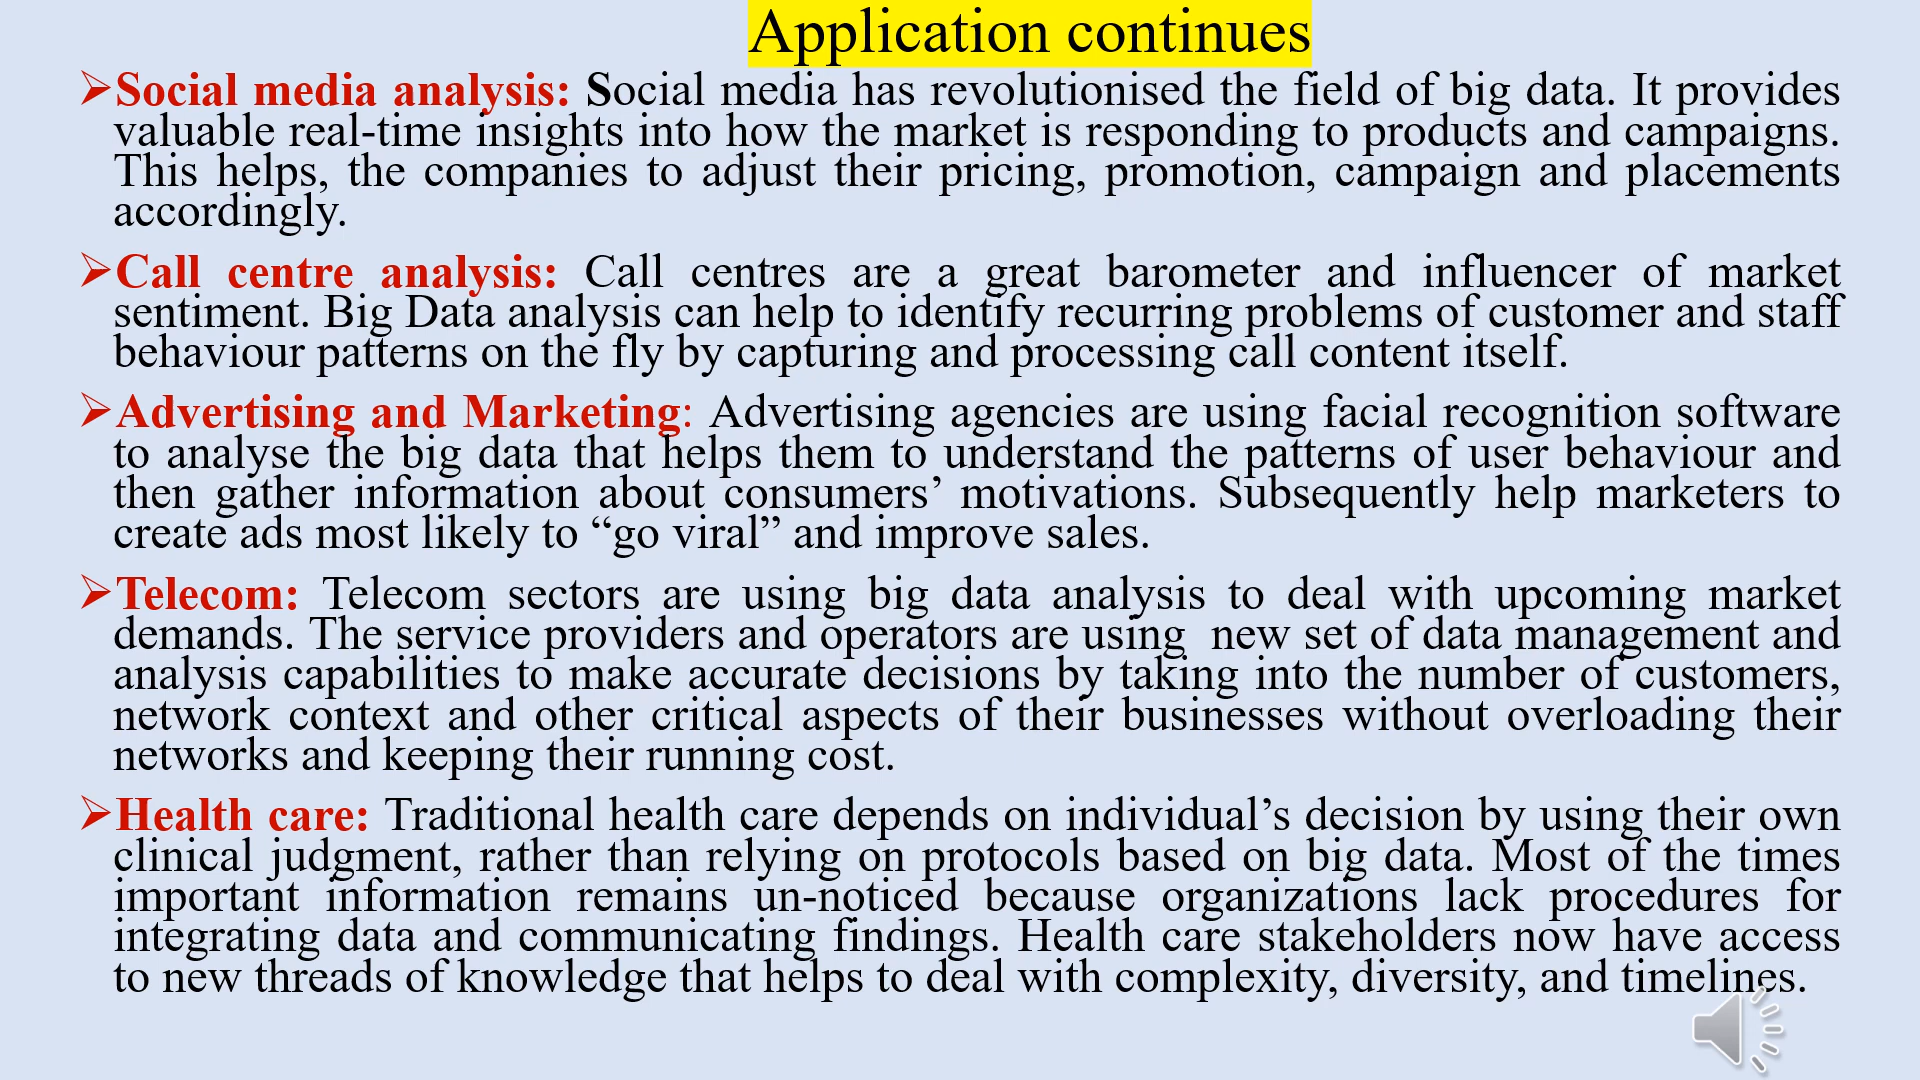 Application continues
➢Social media analysis: Social media has revolutionised the field of big data. It provides
valuable real-time insights into how the market is responding to products and campaigns.
This helps, the companies to adjust their pricing, promotion, campaign and placements
accordingly.
➢Call centre analysis: Call centres are a great barometer and influencer of market
sentiment. Big Data analysis can help to identify recurring problems of customer and staff
behaviour patterns on the fly by capturing and processing call content itself.
➢Advertising and Marketing: Advertising agencies are using facial recognition software
to analyse the big data that helps them to understand the patterns of user behaviour and
then gather information about consumers’ motivations. Subsequently help marketers to
create ads most likely to “go viral” and improve sales.
➢Telecom: Telecom sectors are using big data analysis to deal with upcoming market
demands. The service providers and operators are using  new set of data management and
analysis capabilities to make accurate decisions by taking into the number of customers,
network context and other critical aspects of their businesses without overloading their
networks and keeping their running cost.
➢Health care: Traditional health care depends on individual’s decision by using their own
clinical judgment, rather than relying on protocols based on big data. Most of the times
important information remains un-noticed because organizations lack procedures for
integrating data and communicating findings. Health care stakeholders now have access
to new threads of knowledge that helps to deal with complexity, diversity, and timelines.